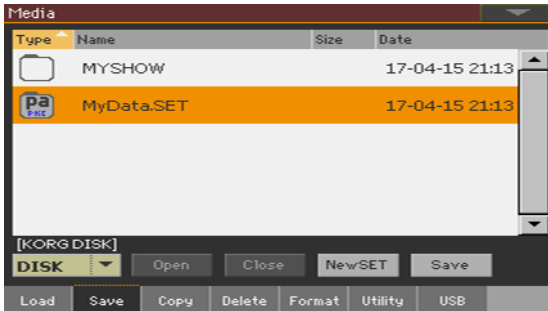 Media
Type Name Size Date
MYSHOW 17-04-15 21:13
Pa PKG MyData.SET 17-04-15 21:13
[KORG DISK]
DISK Open Close NewSET Save
Load Save Copy Delete Format Utility USB